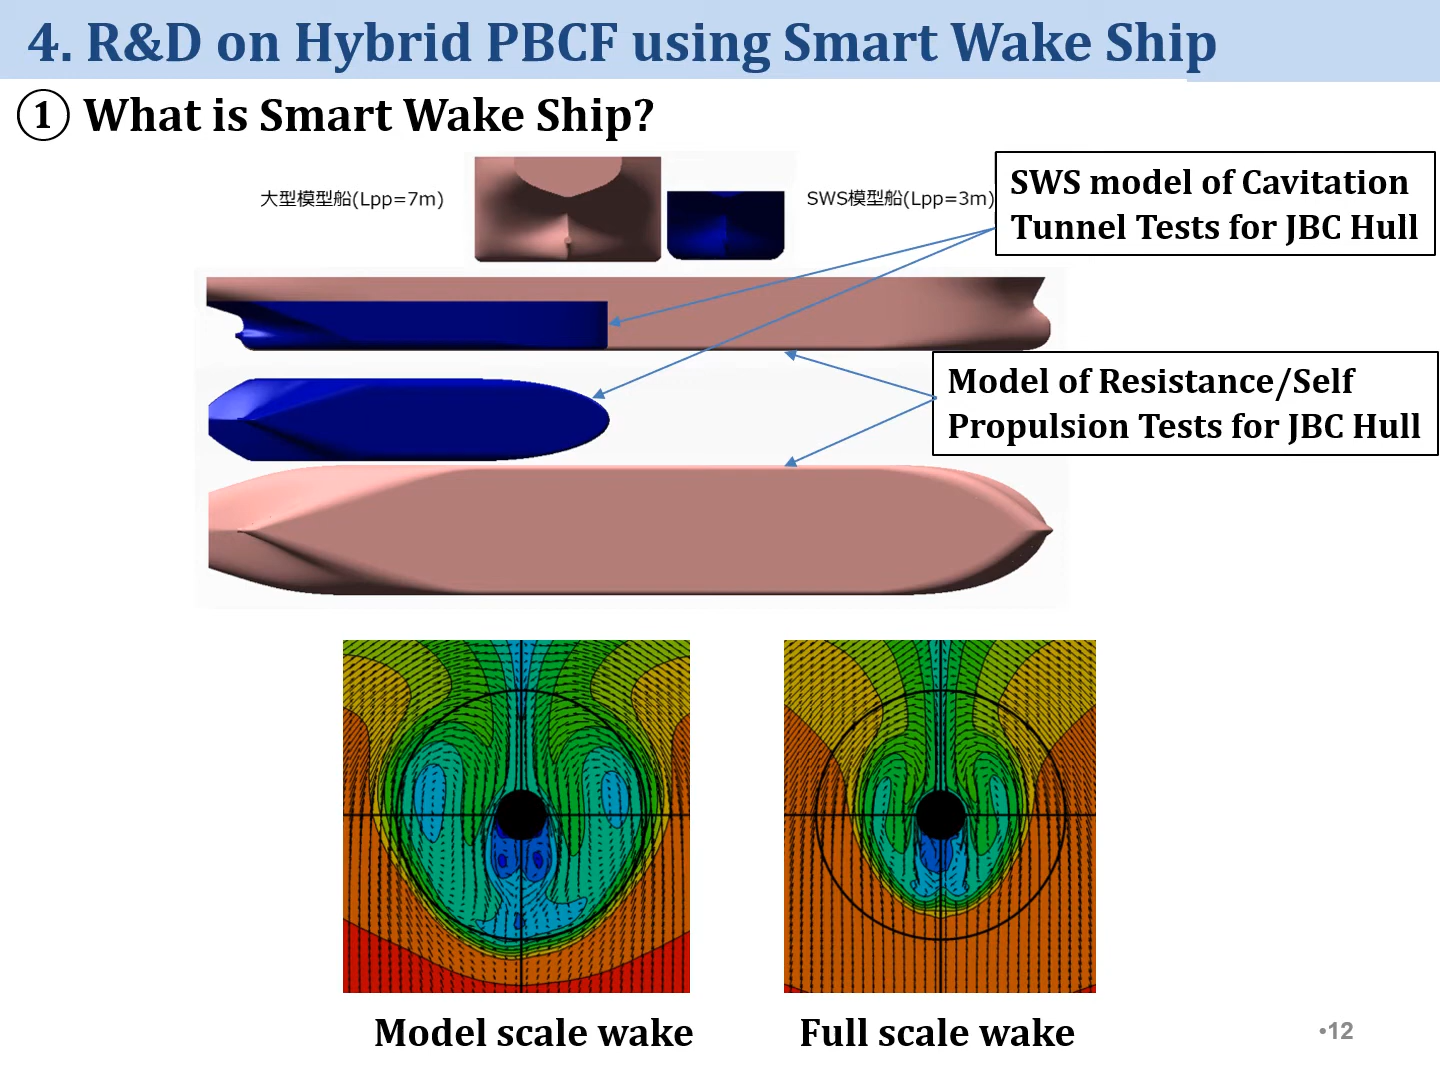 4. R&D on Hybrid PBCF using Smart Wake Ship
① What is Smart Wake Ship?
大型模型船(Lpp=7m)
SWS模型船(Lpp=3m)
SWS model of Cavitation
Tunnel Tests for JBC Hull
Model of Resistance/Self
Propulsion Tests for JBC Hull
Model scale wake
Full scale wake
•12